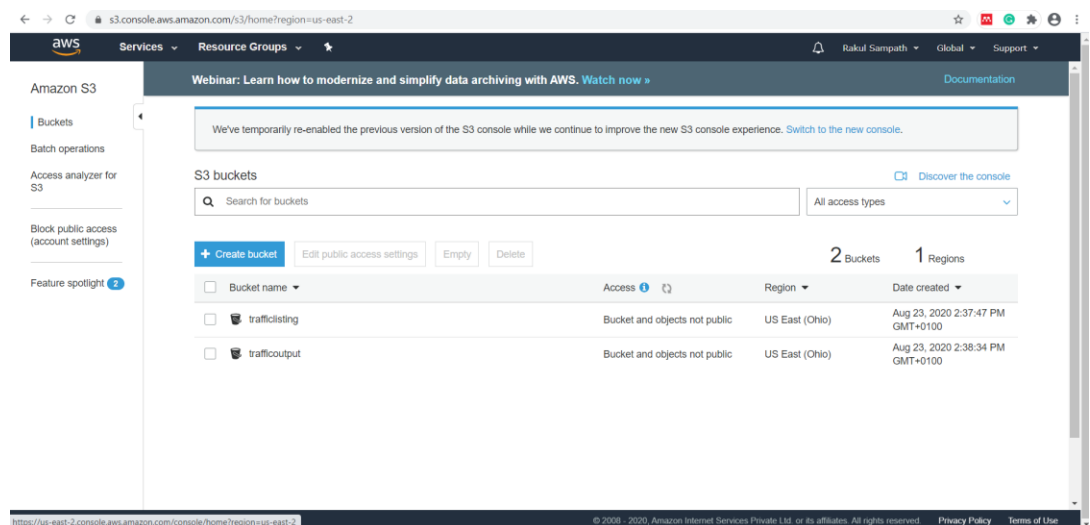 s3.console.aws.amazon.com/s3/home?region=us-east-2
aws Services Resource Groups Rakul Sampath Global Support
Amazon S3
Buckets
Batch operations
Access analyzer for
S3
Block public access
(account settings)
Feature spotlight 2
Webinar: Learn how to modernize and simplify data archiving with AWS. Watch now » Documentation
We've temporarily re-enabled the previous version of the S3 console while we continue to improve the new S3 console experience. Switch to the new console.
S3 buckets Discover the console
Search for buckets All access types
+ Create bucket Edit public access settings Empty Delete 2 Buckets 1 Regions
Bucket name Access Region Date created
trafficlisting Bucket and objects not public US East (Ohio) Aug 23, 2020 2:37:47 PM
GMT+0100
trafficoutput Bucket and objects not public US East (Ohio) Aug 23, 2020 2:38:34 PM
GMT+0100
https://us-east-2.console.aws.amazon.com/console/home?region=us-east-2 © 2008 - 2020, Amazon Internet Services Private Ltd. or its affiliates. All rights reserved. Privacy Policy Terms of Use